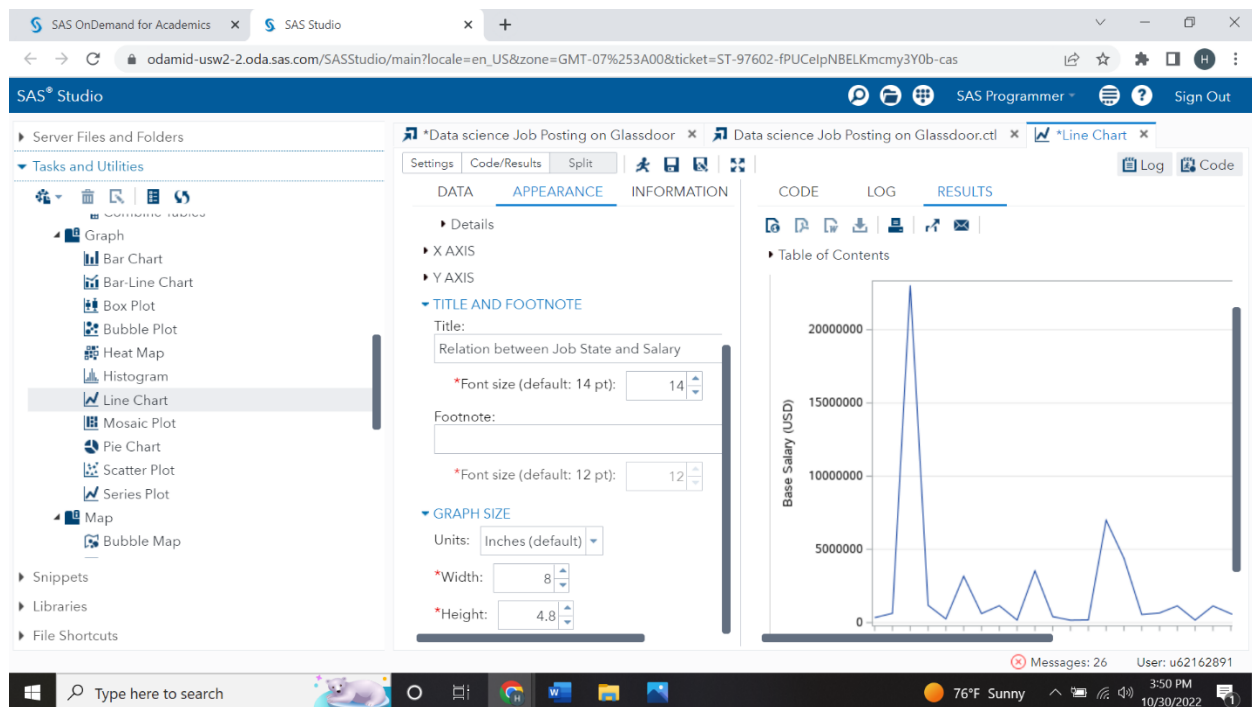 SAS OnDemand for Academics
SAS Studio
odamid-usw2-2.oda.sas.com/SASStudio/main?locale=en_US&zone=GMT-07%253A00&ticket=ST-97602-fPUCelpNBELKmcmy3Y0b-cas
H
SAS® Studio
SAS Programmer
Sign Out
Server Files and Folders
Tasks and Utilities
Combine Tables
Graph
Bar Chart
Bar-Line Chart
Box Plot
Bubble Plot
Heat Map
Histogram
Line Chart
Mosaic Plot
Pie Chart
Scatter Plot
Series Plot
Map
Bubble Map
Snippets
Libraries
File Shortcuts
*Data science Job Posting on Glassdoor
Data science Job Posting on Glassdoor.ctl
*Line Chart
Settings
Code/Results
Split
Log
Code
DATA
APPEARANCE
INFORMATION
Details
X AXIS
Y AXIS
TITLE AND FOOTNOTE
Title:
Relation between Job State and Salary
*Font size (default: 14 pt):
14
Footnote:
*Font size (default: 12 pt):
12
GRAPH SIZE
Units:
Inches (default)
*Width:
8
*Height:
4.8
CODE
LOG
RESULTS
Table of Contents
Base Salary (USD)
20000000
15000000
10000000
5000000
0
Messages: 26
User: u62162891
Type here to search
76°F Sunny
3:50 PM
10/30/2022
1